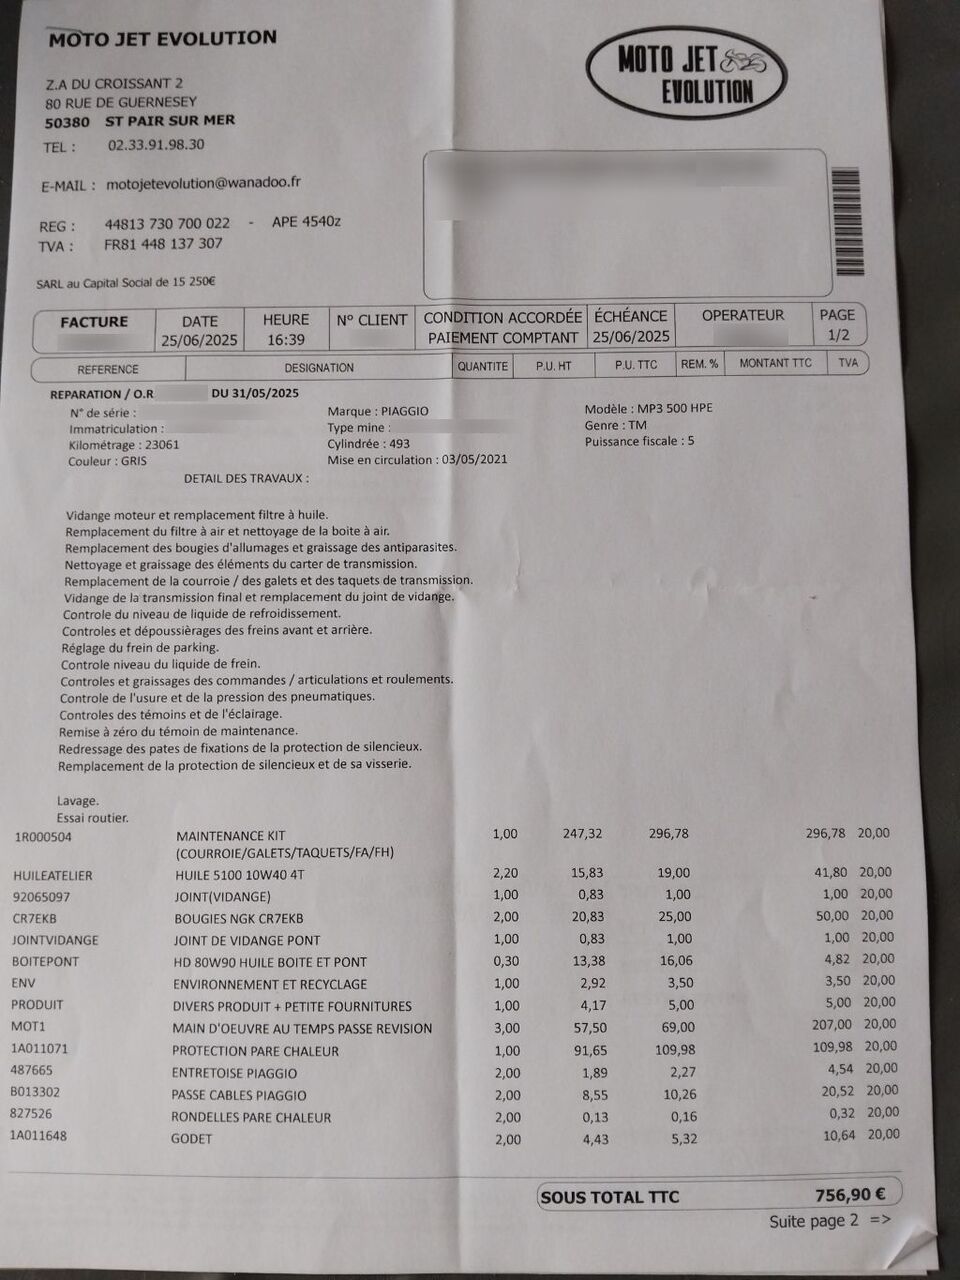 MOTO JET EVOLUTION
MOTO JET
EVOLUTION
Z.A DU CROISSANT 2
80 RUE DE GUERNESEY
50380 ST PAIR SUR MER
TEL : 02.33.91.98.30
E-MAIL : motojetevolution@wanadoo.fr
REG : 44813 730 700 022 - APE 4540z
TVA : FR81 448 137 307
SARL au Capital Social de 15 250€
FACTURE DATE HEURE N° CLIENT CONDITION ACCORDÉE ÉCHÉANCE OPERATEUR PAGE
25/06/2025 16:39 PAIEMENT COMPTANT 25/06/2025 1/2
REFERENCE DESIGNATION QUANTITE P.U. HT P.U. TTC REM. % MONTANT TTC TVA
REPARATION / O.R DU 31/05/2025
N° de série : Marque : PIAGGIO Modèle : MP3 500 HPE
Immatriculation : Type mine : Genre : TM
Kilométrage : 23061 Cylindrée : 493 Puissance fiscale : 5
Couleur : GRIS Mise en circulation : 03/05/2021
DETAIL DES TRAVAUX :
Vidange moteur et remplacement filtre à huile.
Remplacement du filtre à air et nettoyage de la boite à air.
Remplacement des bougies d'allumages et graissage des antiparasites.
Nettoyage et graissage des éléments du carter de transmission.
Remplacement de la courroie / des galets et des taquets de transmission.
Vidange de la transmission final et remplacement du joint de vidange.
Controle du niveau de liquide de refroidissement.
Controles et dépoussièrages des freins avant et arrière.
Réglage du frein de parking.
Controle niveau du liquide de frein.
Controles et graissages des commandes / articulations et roulements.
Controle de l'usure et de la pression des pneumatiques.
Controles des témoins et de l'éclairage.
Remise à zéro du témoin de maintenance.
Redressage des pates de fixations de la protection de silencieux.
Remplacement de la protection de silencieux et de sa visserie.
Lavage.
Essai routier.
1R000504 MAINTENANCE KIT 1,00 247,32 296,78 296,78 20,00
(COURROIE/GALETS/TAQUETS/FA/FH)
HUILEATELIER HUILE 5100 10W40 4T 2,20 15,83 19,00 41,80 20,00
92065097 JOINT(VIDANGE) 1,00 0,83 1,00 1,00 20,00
CR7EKB BOUGIES NGK CR7EKB 2,00 20,83 25,00 50,00 20,00
JOINTVIDANGE JOINT DE VIDANGE PONT 1,00 0,83 1,00 1,00 20,00
BOITEPONT HD 80W90 HUILE BOITE ET PONT 0,30 13,38 16,06 4,82 20,00
ENV ENVIRONNEMENT ET RECYCLAGE 1,00 2,92 3,50 3,50 20,00
PRODUIT DIVERS PRODUIT + PETITE FOURNITURES 1,00 4,17 5,00 5,00 20,00
MOT1 MAIN D'OEUVRE AU TEMPS PASSE REVISION 3,00 57,50 69,00 207,00 20,00
1A011071 PROTECTION PARE CHALEUR 1,00 91,65 109,98 109,98 20,00
487665 ENTRETOISE PIAGGIO 2,00 1,89 2,27 4,54 20,00
B013302 PASSE CABLES PIAGGIO 2,00 8,55 10,26 20,52 20,00
827526 RONDELLES PARE CHALEUR 2,00 0,13 0,16 0,32 20,00
1A011648 GODET 2,00 4,43 5,32 10,64 20,00
SOUS TOTAL TTC 756,90 €
Suite page 2 =>